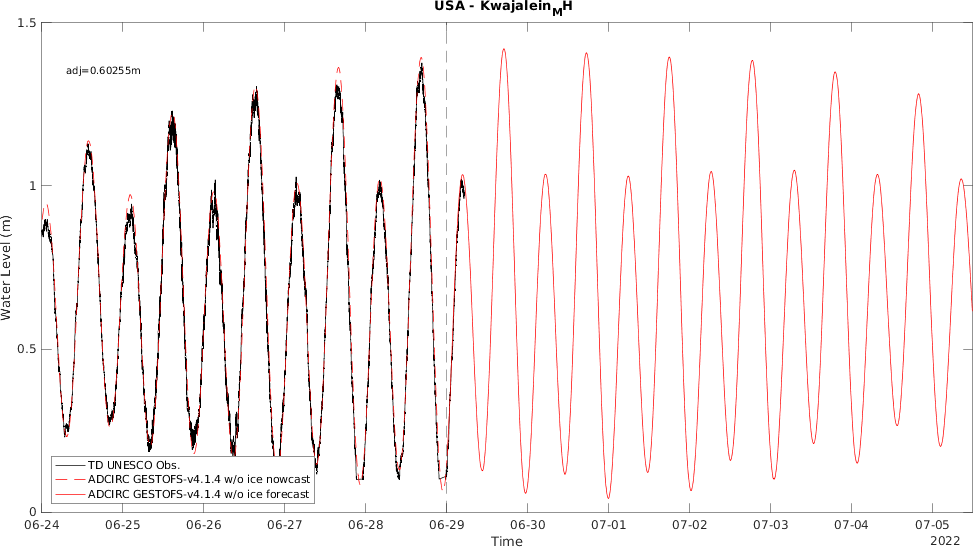 USA - Kwajalein_MH
adj=0.60255m
1.5
1
0.5
0
Water Level (m)
TD UNESCO Obs.
ADCIRC GESTOFS-v4.1.4 w/o ice nowcast
ADCIRC GESTOFS-v4.1.4 w/o ice forecast
06-24 06-25 06-26 06-27 06-28 06-29 06-30 07-01 07-02 07-03 07-04 07-05
Time
2022